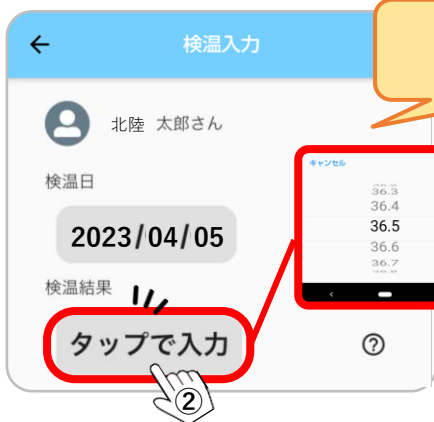 ← 検温入力
北陸 太郎さん
検温日
2023/04/05
検温結果
タップで入力
②
キャンセル
36.3
36.4
36.5
36.6
36.7
?